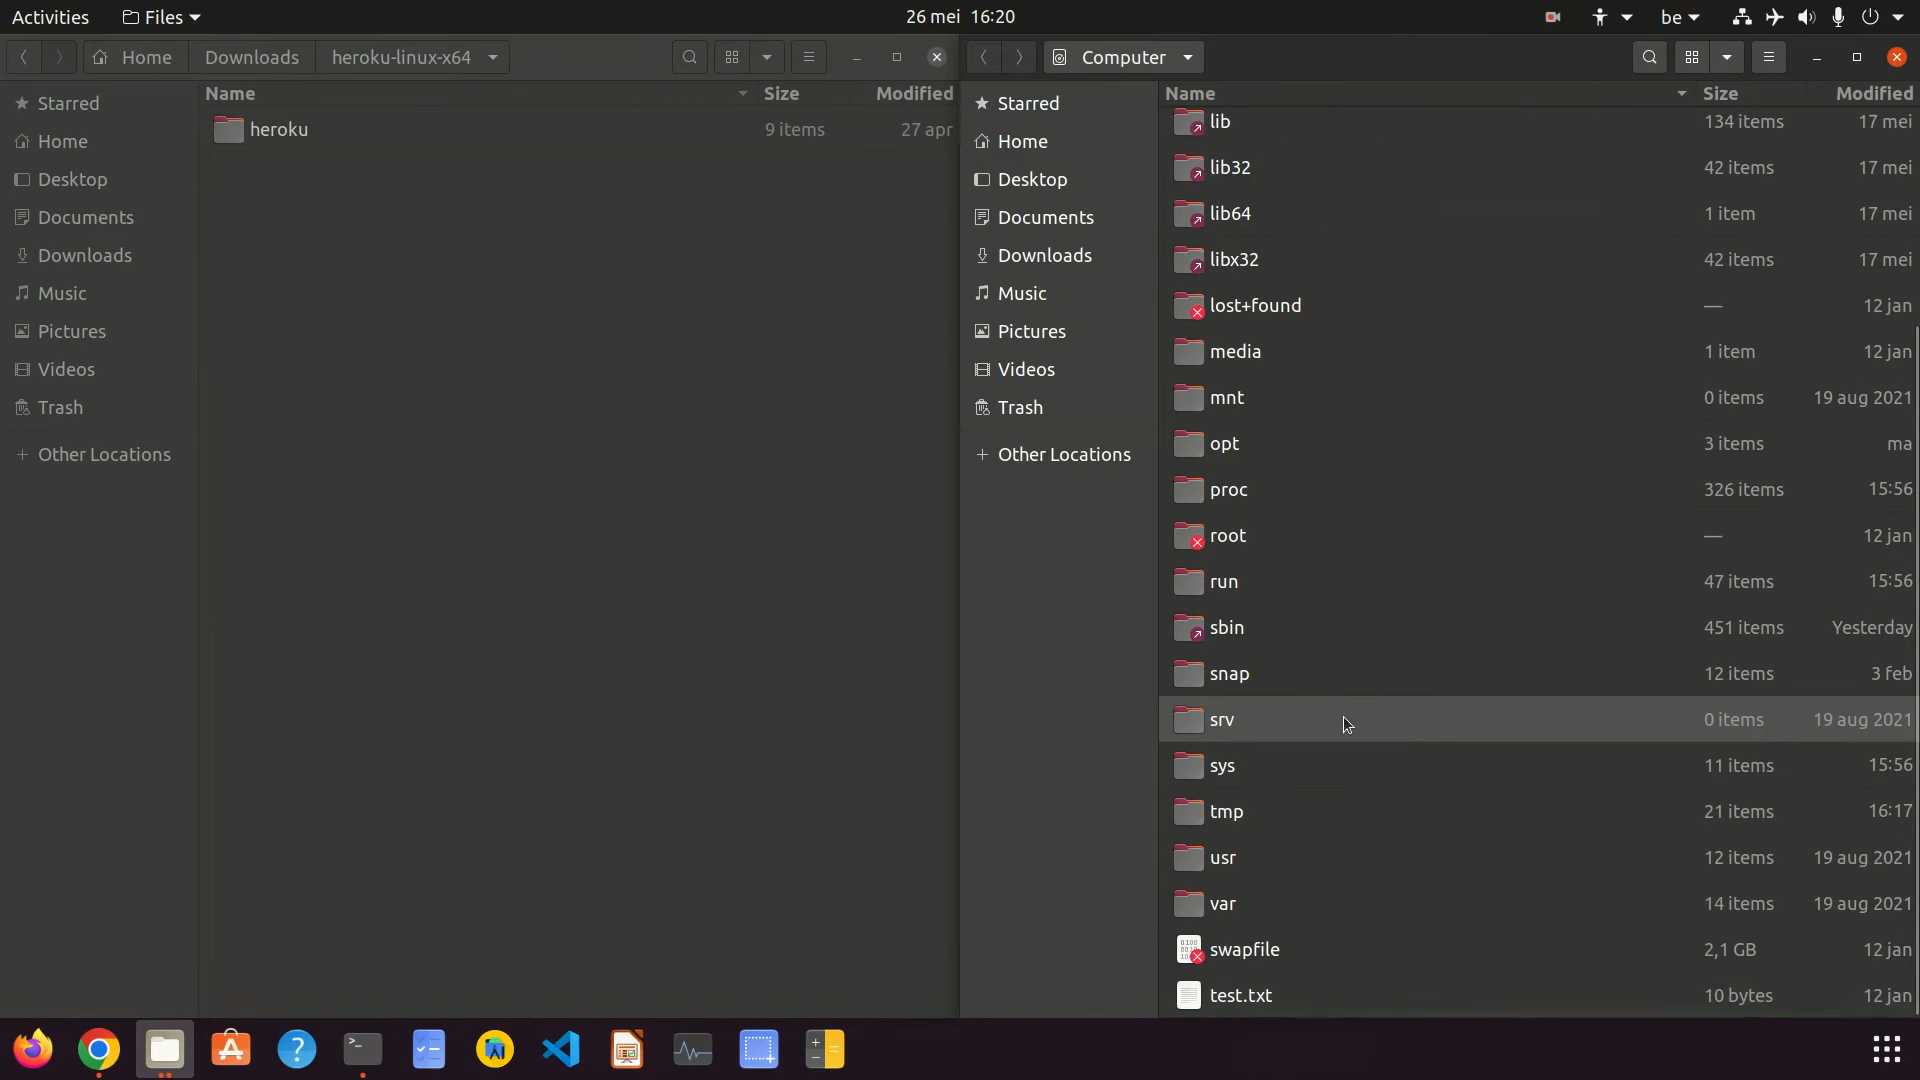 Activities Files 26 mei 16:20 be
Home Downloads heroku-linux-x64
Computer
Starred
Home
Desktop
Documents
Downloads
Music
Pictures
Videos
Trash
+ Other Locations
Name Size Modified
heroku 9 items 27 apr
Starred
Home
Desktop
Documents
Downloads
Music
Pictures
Videos
Trash
+ Other Locations
Name Size Modified
lib 134 items 17 mei
lib32 42 items 17 mei
lib64 1 item 17 mei
libx32 42 items 17 mei
lost+found — 12 jan
media 1 item 12 jan
mnt 0 items 19 aug 2021
opt 3 items ma
proc 326 items 15:56
root — 12 jan
run 47 items 15:56
sbin 451 items Yesterday
snap 12 items 3 feb
srv 0 items 19 aug 2021
sys 11 items 15:56
tmp 21 items 16:17
usr 12 items 19 aug 2021
var 14 items 19 aug 2021
swapfile 2,1 GB 12 jan
test.txt 10 bytes 12 jan